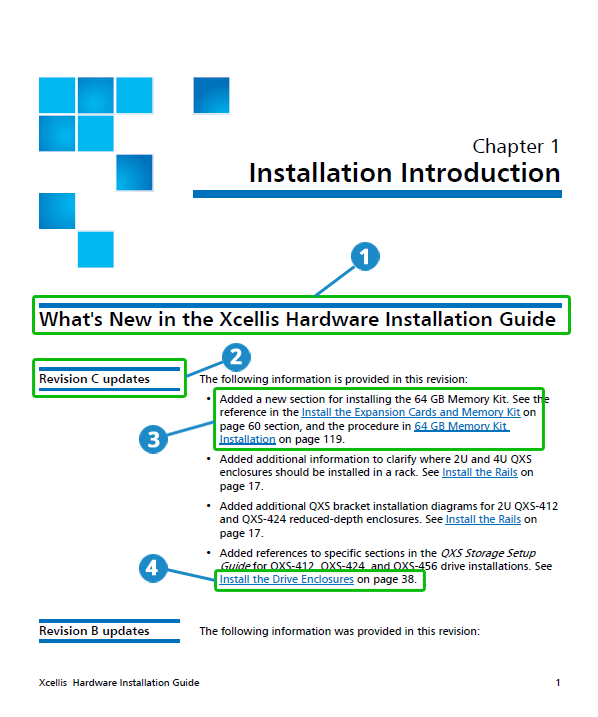 Chapter 1
Installation Introduction
1
What's New in the Xcellis Hardware Installation Guide
2
Revision C updates
The following information is provided in this revision:
• Added a new section for installing the 64 GB Memory Kit. See the
reference in the Install the Expansion Cards and Memory Kit on
page 60 section, and the procedure in 64 GB Memory Kit
Installation on page 119.
3
• Added additional information to clarify where 2U and 4U QXS
enclosures should be installed in a rack. See Install the Rails on
page 17.
• Added additional QXS bracket installation diagrams for 2U QXS-412
and QXS-424 reduced-depth enclosures. See Install the Rails on
page 17.
• Added references to specific sections in the QXS Storage Setup
Guide for QXS-412, QXS-424, and QXS-456 drive installations. See
Install the Drive Enclosures on page 38.
4
Revision B updates
The following information was provided in this revision:
Xcellis Hardware Installation Guide
1